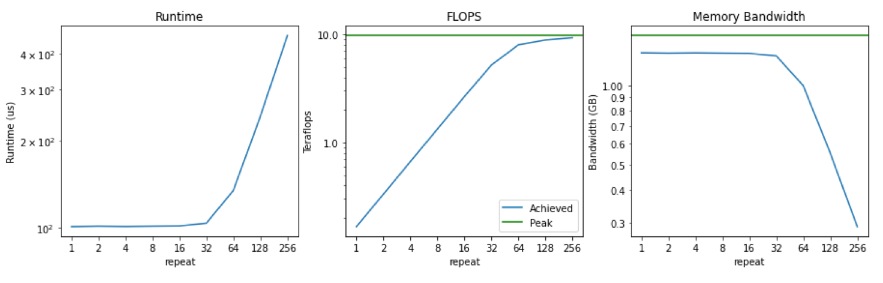 Runtime
Runtime (us)
4 × 10²
3 × 10²
2 × 10²
10²
1 2 4 8 16 32 64 128 256
repeat
FLOPS
Teraflops
10.0
1.0
Achieved
Peak
1 2 4 8 16 32 64 128 256
repeat
Memory Bandwidth
Bandwidth (GB)
1.00
0.9
0.8
0.7
0.6
0.5
0.4
0.3
1 2 4 8 16 32 64 128 256
repeat